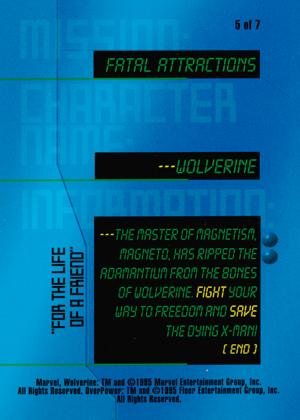 5 of 7
MISSION:
FATAL ATTRACTIONS
CHARACTER
NAME:
---WOLVERINE
INFORMATION:
"FOR THE LIFE
OF A FRIEND"
---THE MASTER OF MAGNETISM,
MAGNETO, HAS RIPPED THE
ADAMANTIUM FROM THE BONES
OF WOLVERINE. FIGHT YOUR
WAY TO FREEDOM AND SAVE
THE DYING X-MAN!
[ END ]
Marvel, Wolverine: TM and ©1995 Marvel Entertainment Group, Inc.
All Rights Reserved. OverPower: TM and ©1995 Fleer Entertainment Group, Inc.
All Rights Reserved.